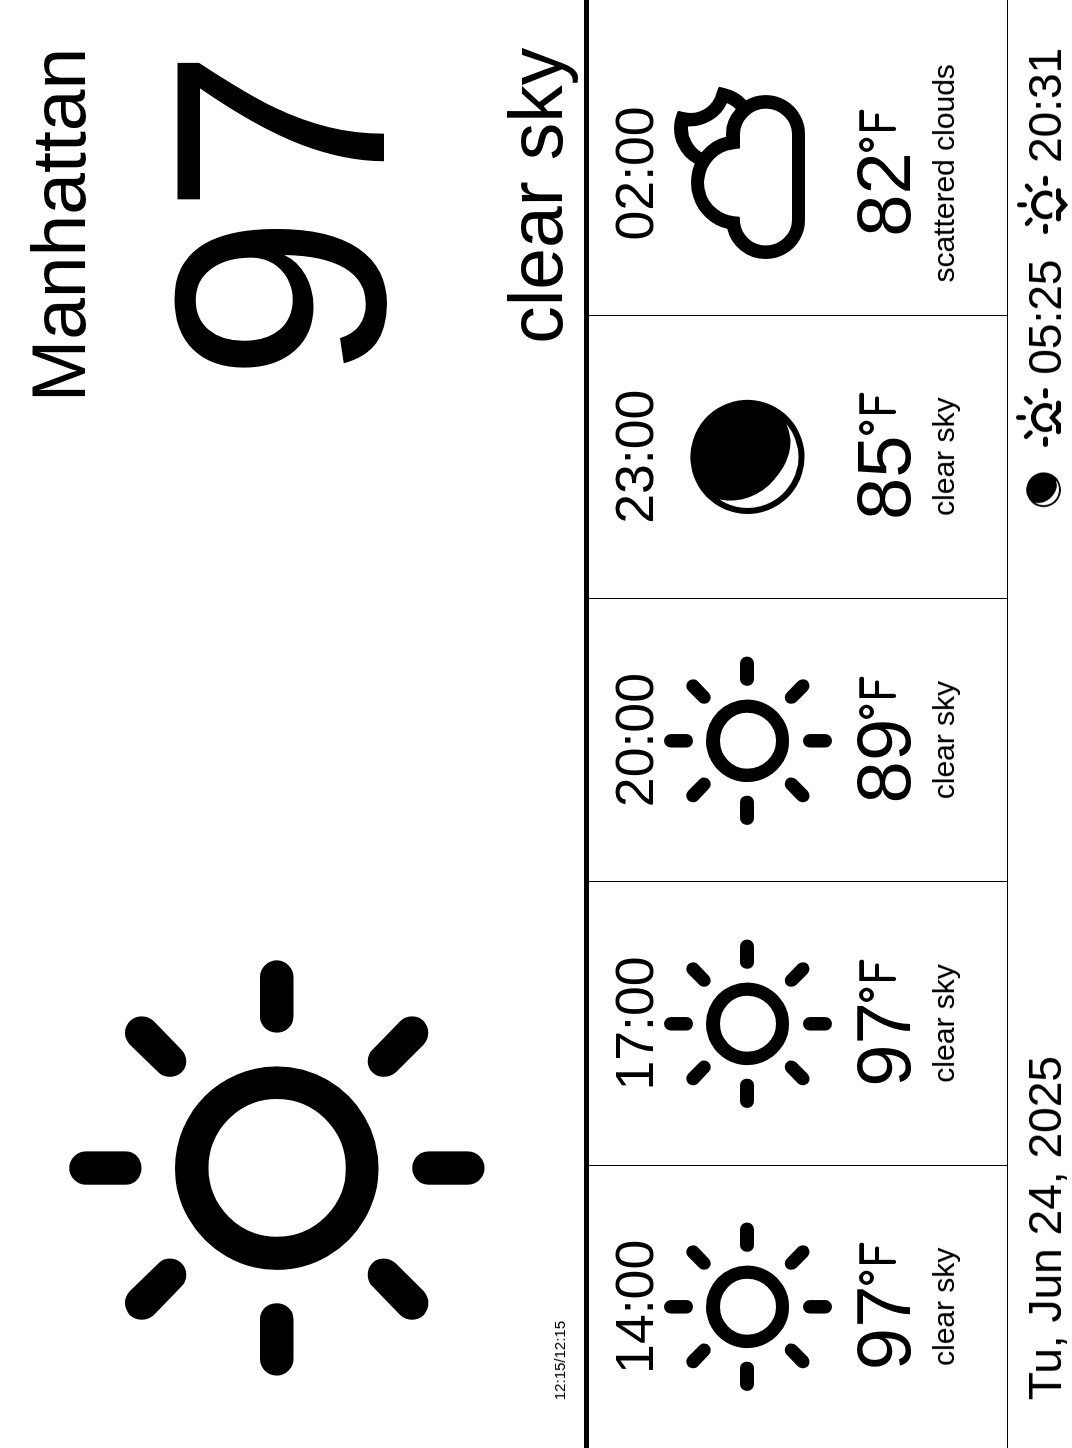 Manhattan
97
clear sky
12:15/12:15
14:00
97°F
clear sky
17:00
97°F
clear sky
20:00
89°F
clear sky
23:00
85°F
clear sky
02:00
82°F
scattered clouds
Tu, Jun 24, 2025
05:25 20:31